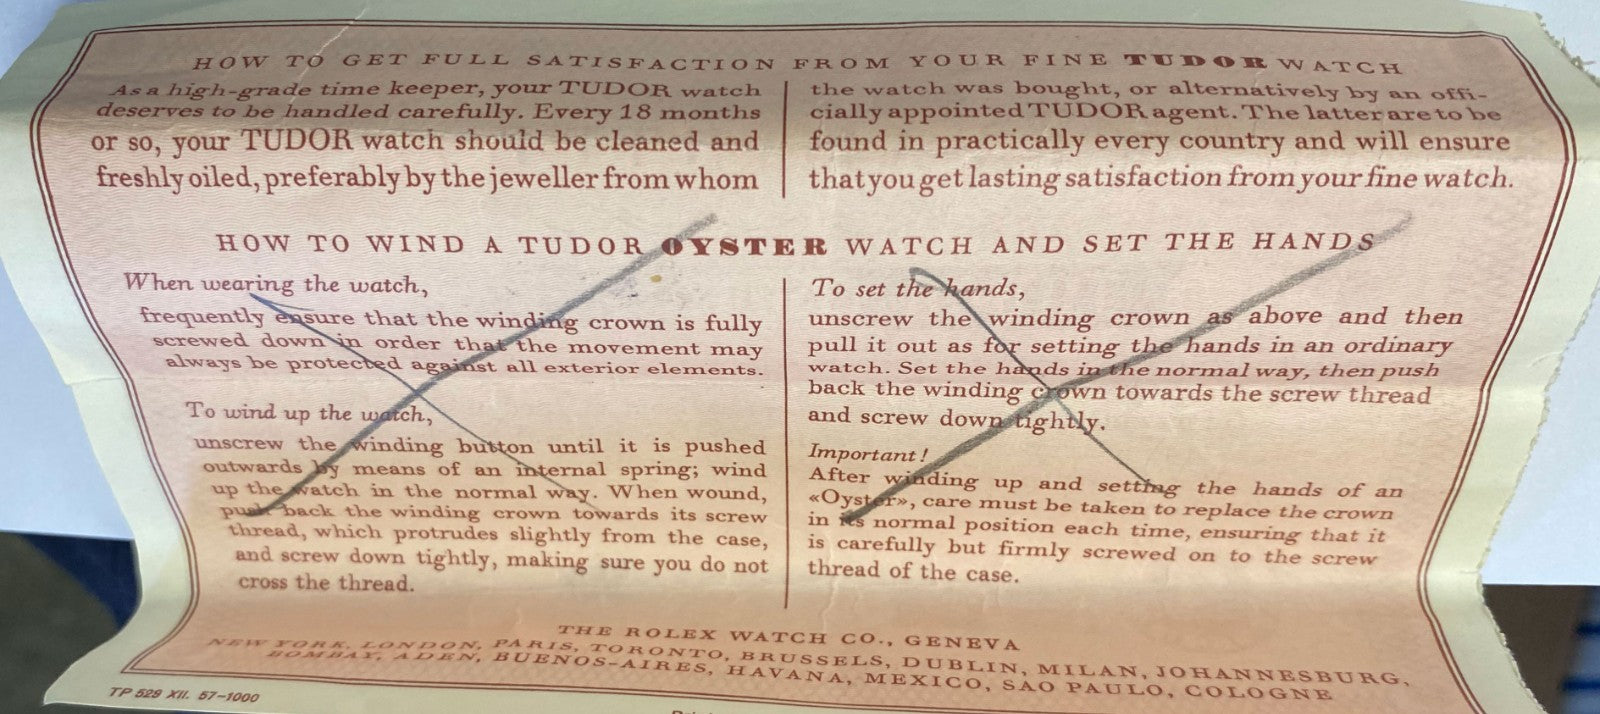 HOW TO GET FULL SATISFACTION FROM YOUR FINE TUDOR WATCH
As a high-grade time keeper, your TUDOR watch
deserves to be handled carefully. Every 18 months
or so, your TUDOR watch should be cleaned and
freshly oiled, preferably by the jeweller from whom
the watch was bought, or alternatively by an offi-
cially appointed TUDOR agent. The latter are to be
found in practically every country and will ensure
that you get lasting satisfaction from your fine watch.
HOW TO WIND A TUDOR OYSTER WATCH AND SET THE HANDS
When wearing the watch,
frequently ensure that the winding crown is fully
screwed down in order that the movement may
always be protected against all exterior elements.
To wind up the watch,
unscrew the winding button until it is pushed
outwards by means of an internal spring; wind
up the watch in the normal way. When wound,
push back the winding crown towards its screw
thread, which protrudes slightly from the case,
and screw down tightly, making sure you do not
cross the thread.
To set the hands,
unscrew the winding crown as above and then
pull it out as for setting the hands in an ordinary
watch. Set the hands in the normal way, then push
back the winding crown towards the screw thread
and screw down tightly.
Important!
After winding up and setting the hands of an
«Oyster», care must be taken to replace the crown
in its normal position each time, ensuring that it
is carefully but firmly screwed on to the screw
thread of the case.
THE ROLEX WATCH CO., GENEVA
NEW YORK, LONDON, PARIS, TORONTO, BRUSSELS, DUBLIN, MILAN, JOHANNESBURG,
BOMBAY, ADEN, BUENOS-AIRES, HAVANA, MEXICO, SAO PAULO, COLOGNE
TP 529 XII. 57-1000